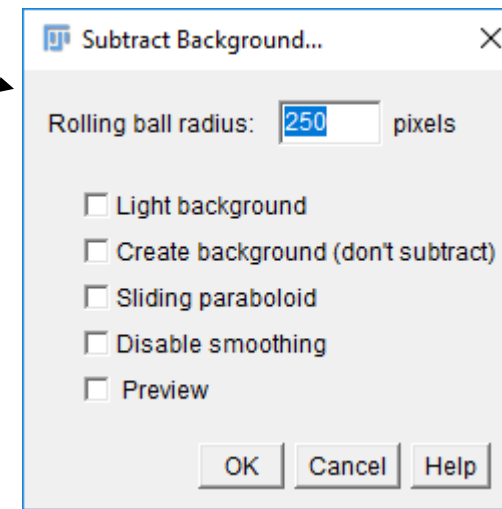 Subtract Background...
Rolling ball radius: 250 pixels
Light background
Create background (don't subtract)
Sliding paraboloid
Disable smoothing
Preview
OK Cancel Help